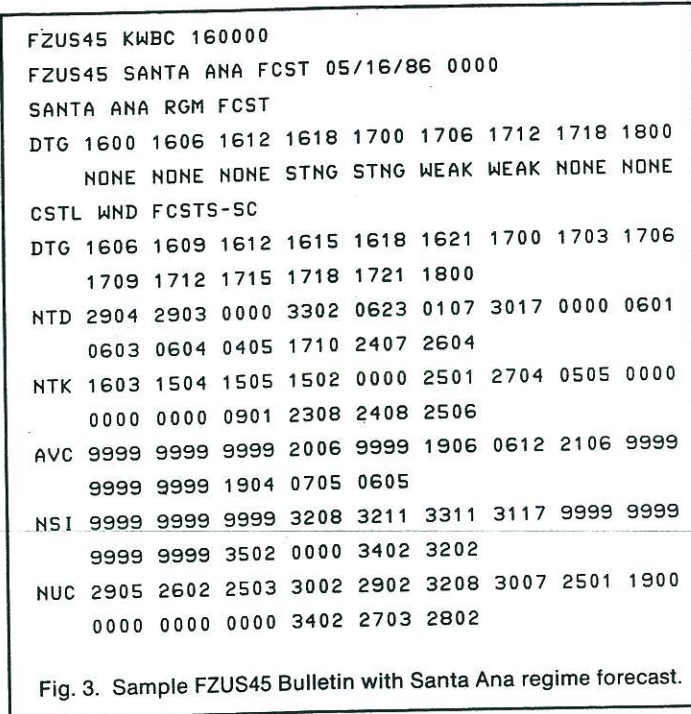 FZUS45 KWBC 160000
FZUS45 SANTA ANA FCST 05/16/86 0000
SANTA ANA RGM FCST
DTG 1600 1606 1612 1618 1700 1706 1712 1718 1800
NONE NONE NONE STNG STNG WEAK WEAK NONE NONE
CSTL WND FCSTS-SC
DTG 1606 1609 1612 1615 1618 1621 1700 1703 1706
1709 1712 1715 1718 1721 1800
NTD 2904 2903 0000 3302 0623 0107 3017 0000 0601
0603 0604 0405 1710 2407 2604
NTK 1603 1504 1505 1502 0000 2501 2704 0505 0000
0000 0000 0901 2308 2408 2506
AVC 9999 9999 9999 2006 9999 1906 0612 2106 9999
9999 9999 1904 0705 0605
NSI 9999 9999 9999 3208 3211 3311 3117 9999 9999
9999 9999 3502 0000 3402 3202
NUC 2905 2602 2503 3002 2902 3208 3007 2501 1900
0000 0000 0000 3402 2703 2802
Fig. 3. Sample FZUS45 Bulletin with Santa Ana regime forecast.